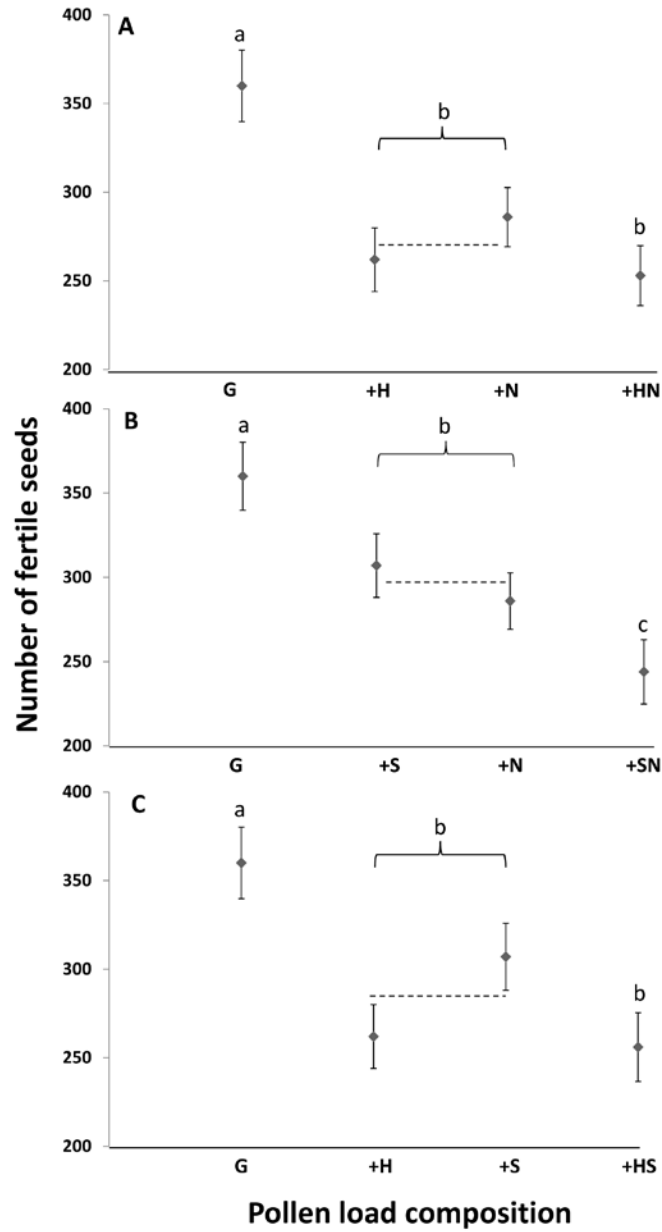 A
400
a
350
b
300
b
250
200
G +H +N +HN
B
400
a
b
350
300
c
250
200
G +S +N +SN
C
400
a
b
350
300
b
250
200
G +H +S +HS
Number of fertile seeds
Pollen load composition